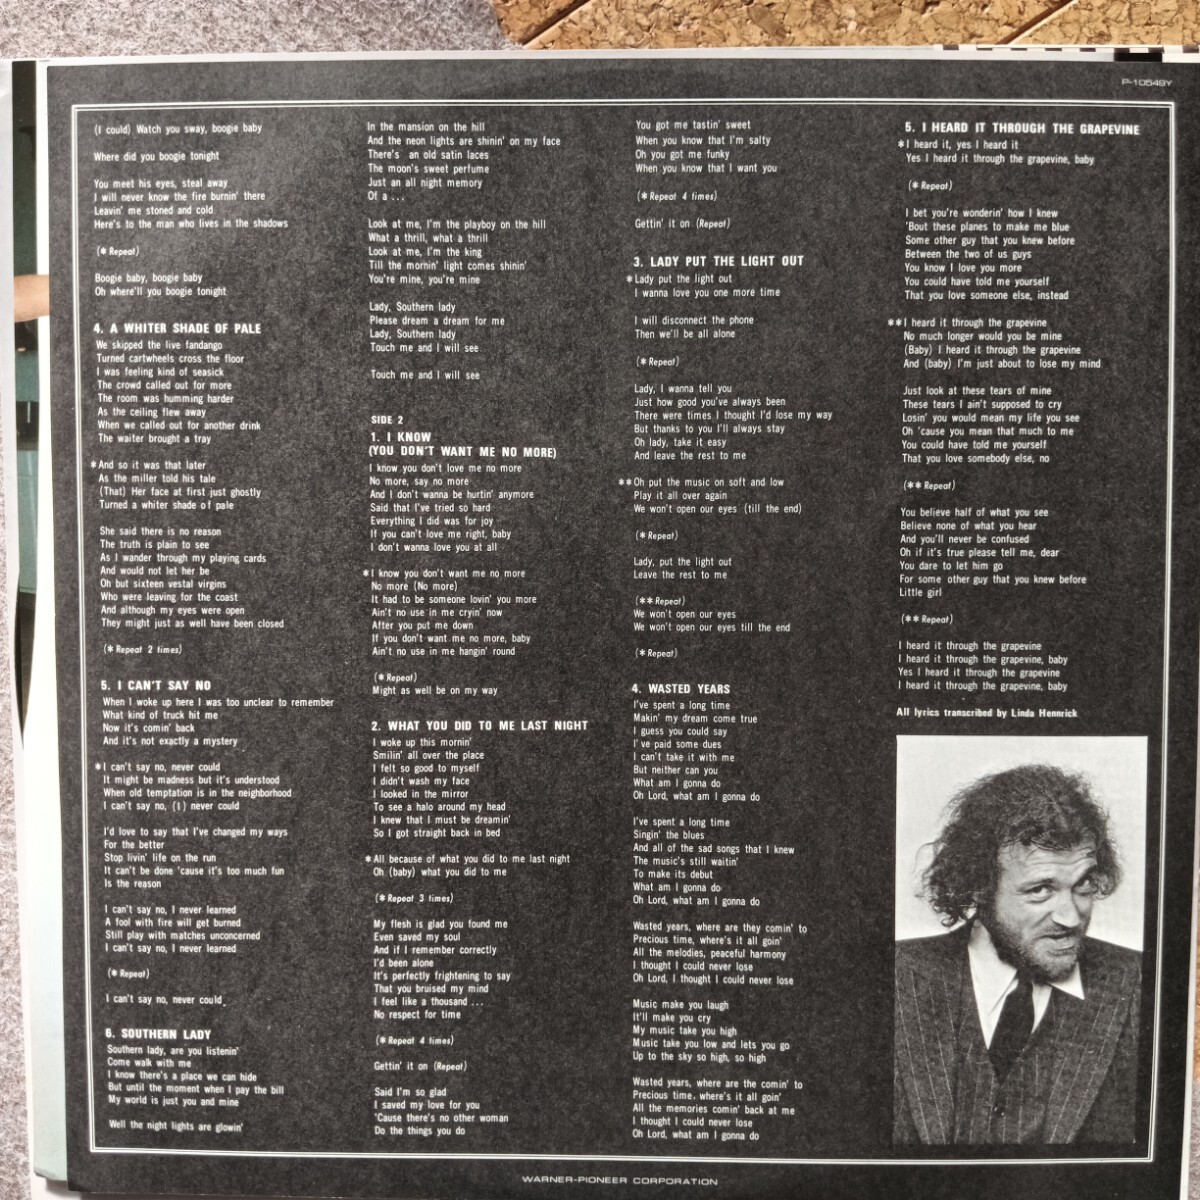 P-10549Y
(I could) Watch you sway, boogie baby
Where did you boogie tonight
You meet his eyes, steal away
I will never know the fire burnin' there
Leavin' me stoned and cold
Here's to the man who lives in the shadows
(* Repeat)
Boogie baby, boogie baby
Oh where'll you boogie tonight
4. A WHITER SHADE OF PALE
We skipped the live fandango
Turned cartwheels cross the floor
I was feeling kind of seasick
The crowd called out for more
The room was humming harder
As the ceiling flew away
When we called out for another drink
The waiter brought a tray
*And so it was that later
As the miller told his tale
(That) Her face at first just ghostly
Turned a whiter shade of pale
She said there is no reason
The truth is plain to see
As I wander through my playing cards
And would not let her be
Oh but sixteen vestal virgins
Who were leaving for the coast
And although my eyes were open
They might just as well have been closed
(* Repeat 2 times)
5. I CAN'T SAY NO
When I woke up here I was too unclear to remember
What kind of truck hit me
Now it's comin' back
And it's not exactly a mystery
*I can't say no, never could
It might be madness but it's understood
When old temptation is in the neighborhood
I can't say no, (I) never could
I'd love to say that I've changed my ways
For the better
Stop livin' life on the run
It can't be done 'cause it's too much fun
Is the reason
I can't say no, I never learned
A fool with fire will get burned
Still play with matches unconcerned
I can't say no, I never learned
(* Repeat)
I can't say no, never could
6. SOUTHERN LADY
Southern lady, are you listenin'
Come walk with me
I know there's a place we can hide
But until the moment when I pay the bill
My world is just you and mine
Well the night lights are glowin'
In the mansion on the hill
And the neon lights are shinin' on my face
There's an old satin laces
The moon's sweet perfume
Just an all night memory
Of a ...
Look at me, I'm the playboy on the hill
What a thrill, what a thrill
Look at me, I'm the king
Till the mornin' light comes shinin'
You're mine, you're mine
Lady, Southern lady
Please dream a dream for me
Lady, Southern lady
Touch me and I will see
Touch me and I will see
SIDE 2
1. I KNOW
(YOU DON'T WANT ME NO MORE)
I know you don't love me no more
No more, say no more
And I don't wanna be hurtin' anymore
Said that I've tried so hard
Everything I did was for joy
If you can't love me right, baby
I don't wanna love you at all
*I know you don't want me no more
No more (No more)
It had to be someone lovin' you more
Ain't no use in me cryin' now
After you put me down
If you don't want me no more, baby
Ain't no use in me hangin' round
(* Repeat)
Might as well be on my way
2. WHAT YOU DID TO ME LAST NIGHT
I woke up this mornin'
Smilin' all over the place
I felt so good to myself
I didn't wash my face
I looked in the mirror
To see a halo around my head
I knew that I must be dreamin'
So I got straight back in bed
*All because of what you did to me last night
Oh (baby) what you did to me
(* Repeat 3 times)
My flesh is glad you found me
Even saved my soul
And if I remember correctly
I'd been alone
It's perfectly frightening to say
That you bruised my mind
I feel like a thousand ...
No respect for time
(* Repeat 4 times)
Gettin' it on (Repeat)
Said I'm so glad
I saved my love for you
'Cause there's no other woman
Do the things you do
You got me tastin' sweet
When you know that I'm salty
Oh you got me funky
When you know that I want you
(* Repeat 4 times)
Gettin' it on (Repeat)
3. LADY PUT THE LIGHT OUT
*Lady put the light out
I wanna love you one more time
I will disconnect the phone
Then we'll be all alone
(* Repeat)
Lady, I wanna tell you
Just how good you've always been
There were times I thought I'd lose my way
But thanks to you I'll always stay
Oh lady, take it easy
And leave the rest to me
**Oh put the music on soft and low
Play it all over again
We won't open our eyes (till the end)
(* Repeat)
Lady, put the light out
Leave the rest to me
(** Repeat)
We won't open our eyes
We won't open our eyes till the end
(* Repeat)
4. WASTED YEARS
I've spent a long time
Makin' my dream come true
I guess you could say
I've paid some dues
I can't take it with me
But neither can you
What am I gonna do
Oh Lord, what am I gonna do
I've spent a long time
Singin' the blues
And all of the sad songs that I knew
The music's still waitin'
To make its debut
What am I gonna do
Oh Lord, what am I gonna do
Wasted years, where are they comin' to
Precious time, where's it all goin'
All the melodies, peaceful harmony
I thought I could never lose
Oh Lord, I thought I could never lose
Music make you laugh
It'll make you cry
My music take you high
Music take you low and lets you go
Up to the sky so high, so high
Wasted years, where are the comin' to
Precious time, where's it all goin'
All the memories comin' back at me
I thought I could never lose
Oh Lord, what am I gonna do
5. I HEARD IT THROUGH THE GRAPEVINE
*I heard it, yes I heard it
Yes I heard it through the grapevine, baby
(* Repeat)
I bet you're wonderin' how I knew
'Bout these planes to make me blue
Some other guy that you knew before
Between the two of us guys
You know I love you more
You could have told me yourself
That you love someone else, instead
**I heard it through the grapevine
No much longer would you be mine
(Baby) I heard it through the grapevine
And (baby) I'm just about to lose my mind
Just look at these tears of mine
These tears I ain't supposed to cry
Losin' you would mean my life you see
Oh 'cause you mean that much to me
You could have told me yourself
That you love somebody else, no
(** Repeat)
You believe half of what you see
Believe none of what you hear
And you'll never be confused
Oh if it's true please tell me, dear
You dare to let him go
For some other guy that you knew before
Little girl
(** Repeat)
I heard it through the grapevine
I heard it through the grapevine, baby
Yes I heard it through the grapevine
I heard it through the grapevine, baby
All lyrics transcribed by Linda Hennrick
WARNER-PIONEER CORPORATION